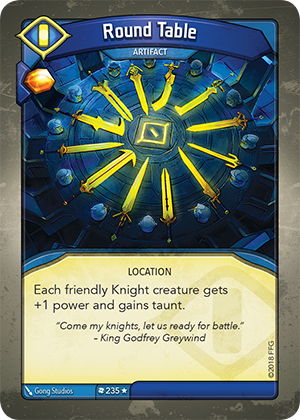 Round Table
ARTIFACT
LOCATION
Each friendly Knight creature gets
+1 power and gains taunt.
“Come my knights, let us ready for battle.”
– King Godfrey Greywind
Gong Studios
235
©2018 FFG